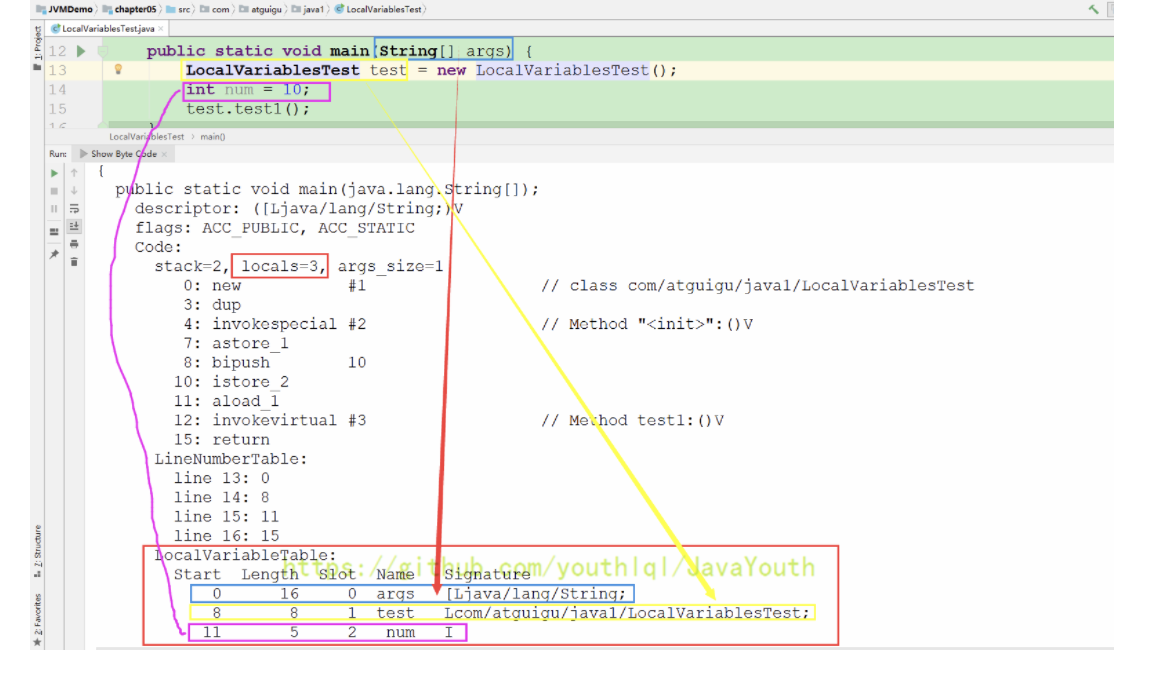 JVMDemo chapter05 src com atguigu java1 LocalVariablesTest
LocalVariablesTest.java
1: Project
12 public static void main(String[] args) {
13 LocalVariablesTest test = new LocalVariablesTest();
14 int num = 10;
15 test.test1();
16 }
LocalVariablesTest > main()
Run: Show Byte Code
{
public static void main(java.lang.String[]);
descriptor: ([Ljava/lang/String;)V
flags: ACC_PUBLIC, ACC_STATIC
Code:
stack=2, locals=3, args_size=1
0: new #1 // class com/atguigu/java1/LocalVariablesTest
3: dup
4: invokespecial #2 // Method "<init>":()V
7: astore_1
8: bipush 10
10: istore_2
11: aload_1
12: invokevirtual #3 // Method test1:()V
15: return
LineNumberTable:
line 13: 0
line 14: 8
line 15: 11
line 16: 15
LocalVariableTable:
https://github.com/youthlql/JavaYouth
Start Length Slot Name Signature
0 16 0 args [Ljava/lang/String;
8 8 1 test Lcom/atguigu/java1/LocalVariablesTest;
11 5 2 num I
Z: Structure
2: Favorites